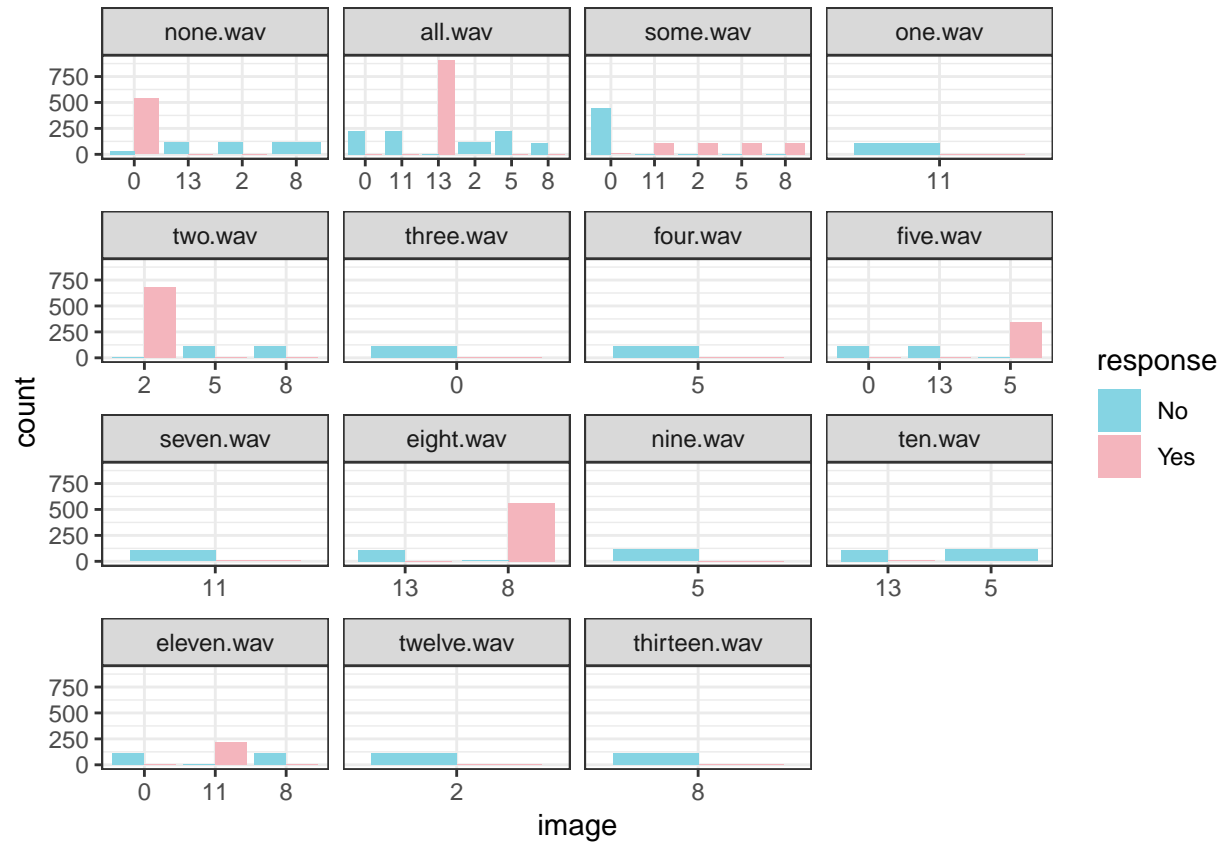 none.wav all.wav some.wav one.wav
750
500
250
0
0 13 2 8 0 11 13 2 5 8 0 11 2 5 8 11
two.wav three.wav four.wav five.wav
750
500
250
0
2 5 8 0 5 0 13 5
seven.wav eight.wav nine.wav ten.wav
750
500
250
0
11 13 8 5 13 5
eleven.wav twelve.wav thirteen.wav
750
500
250
0
0 11 8 2 8
image
count
response
No
Yes